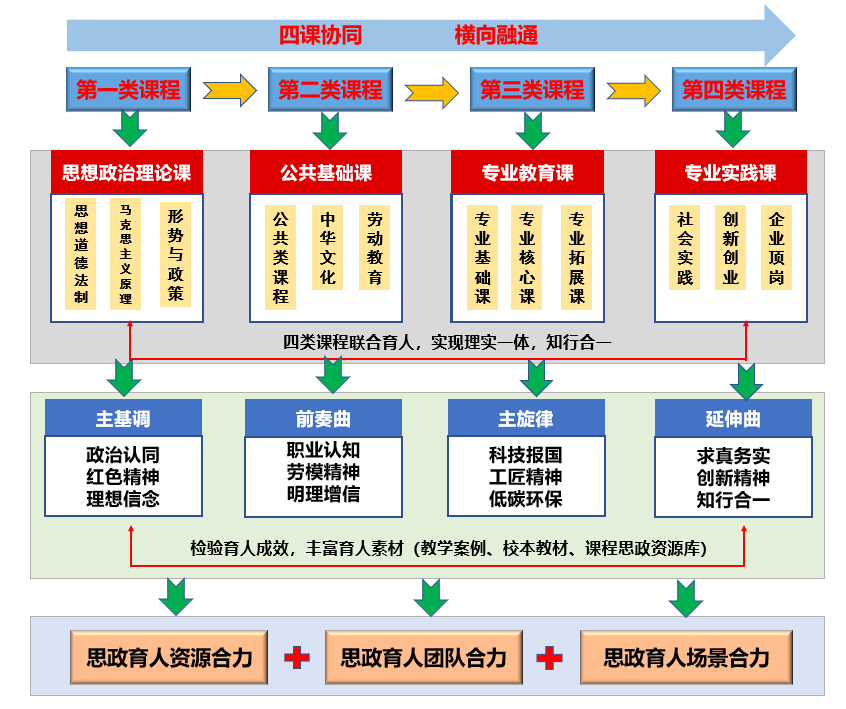 四课协同 横向融通
第一类课程
第二类课程
第三类课程
第四类课程
思想政治理论课
公共基础课
专业教育课
专业实践课
思想道德法制
马克思主义原理
形势与政策
公共类课程
中华文化
劳动教育
专业基础课
专业核心课
专业拓展课
社会实践
创新创业
企业顶岗
四类课程联合育人，实现理实一体，知行合一
主基调
前奏曲
主旋律
延伸曲
政治认同
红色精神
理想信念
职业认知
劳模精神
明理增信
科技报国
工匠精神
低碳环保
求真务实
创新精神
知行合一
检验育人成效，丰富育人素材（教学案例、校本教材、课程思政资源库）
思政育人资源合力
思政育人团队合力
思政育人场景合力